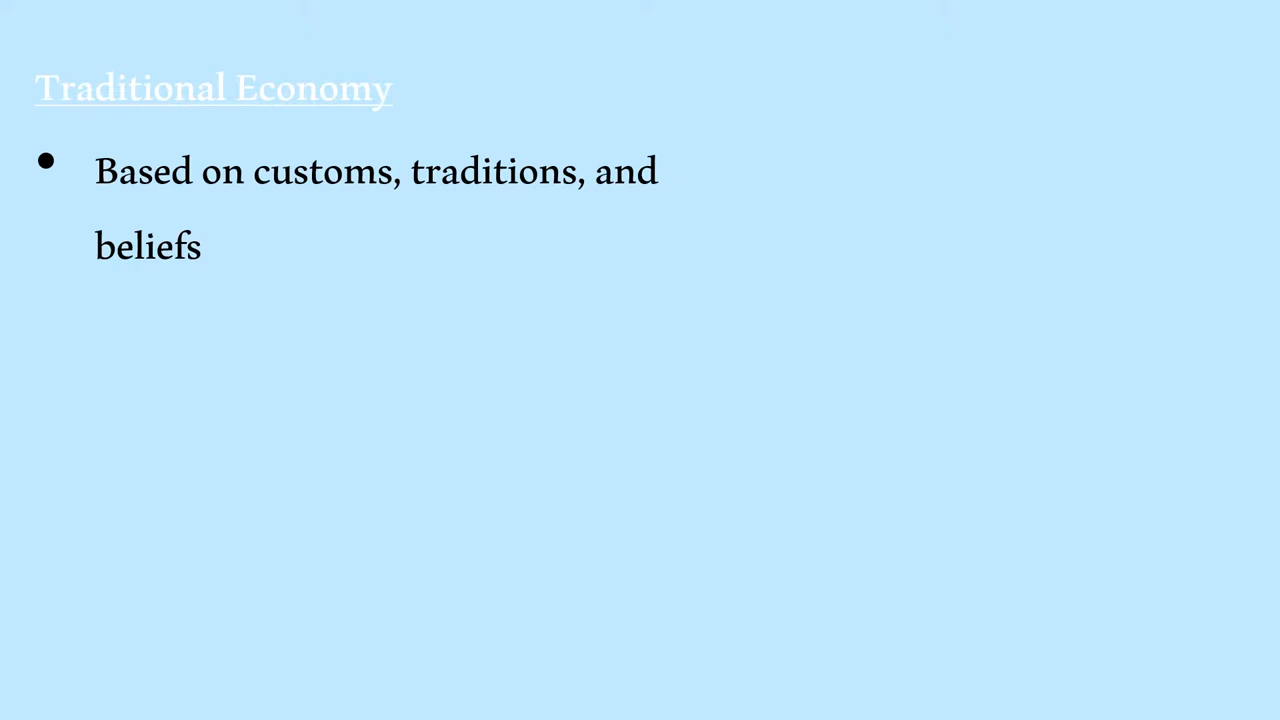 Traditional Economy
• Based on customs, traditions, and
beliefs